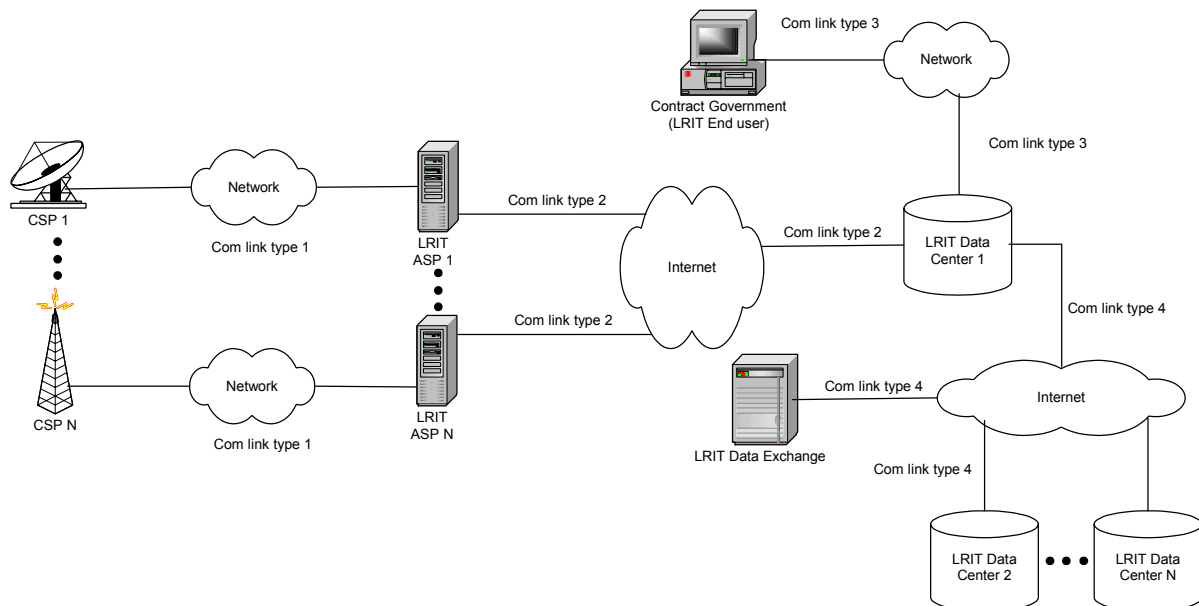 Com link type 3
Network
Contract Government
(LRIT End user)
Com link type 3
Network
CSP 1
Com link type 1
LRIT
ASP 1
Com link type 2
Internet
Com link type 2
LRIT Data
Center 1
Com link type 4
Com link type 2
Network
CSP N
Com link type 1
LRIT
ASP N
LRIT Data Exchange
Com link type 4
Internet
Com link type 4
LRIT Data
Center 2
LRIT Data
Center N